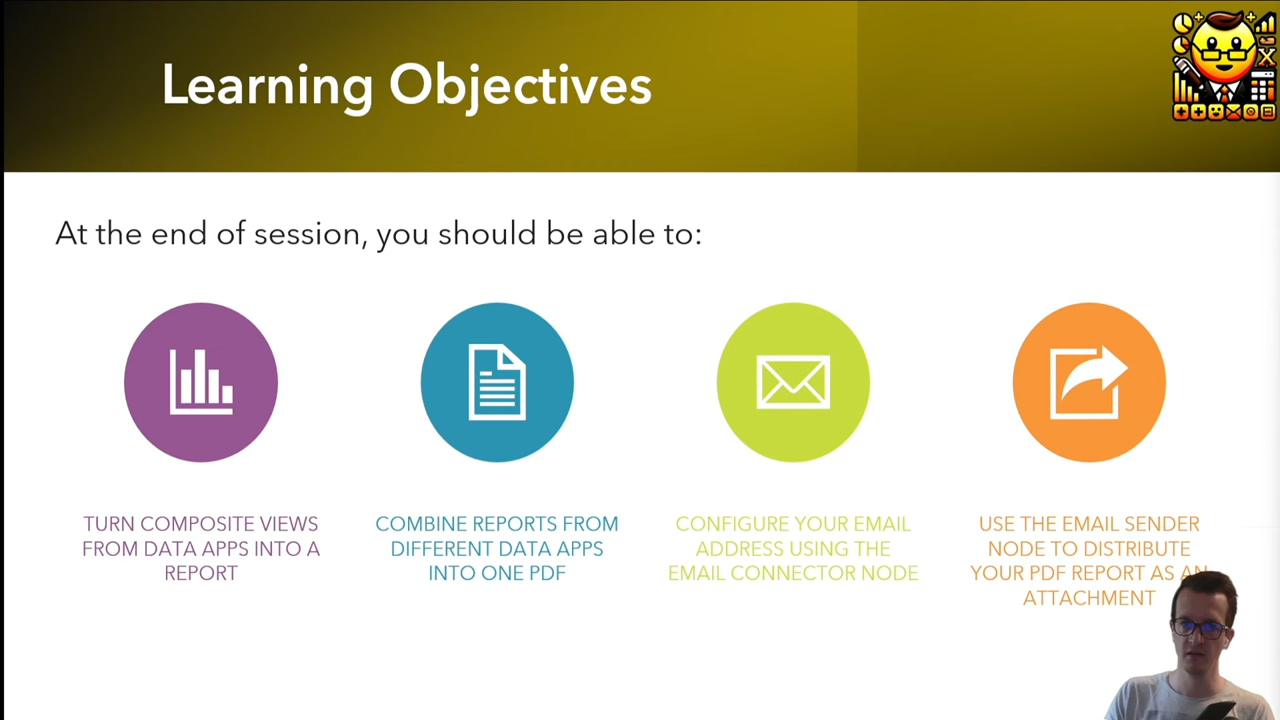 Learning Objectives
At the end of session, you should be able to:
TURN COMPOSITE VIEWS
FROM DATA APPS INTO A
REPORT
COMBINE REPORTS FROM
DIFFERENT DATA APPS
INTO ONE PDF
CONFIGURE YOUR EMAIL
ADDRESS USING THE
EMAIL CONNECTOR NODE
USE THE EMAIL SENDER
NODE TO DISTRIBUTE
YOUR PDF REPORT AS AN
ATTACHMENT